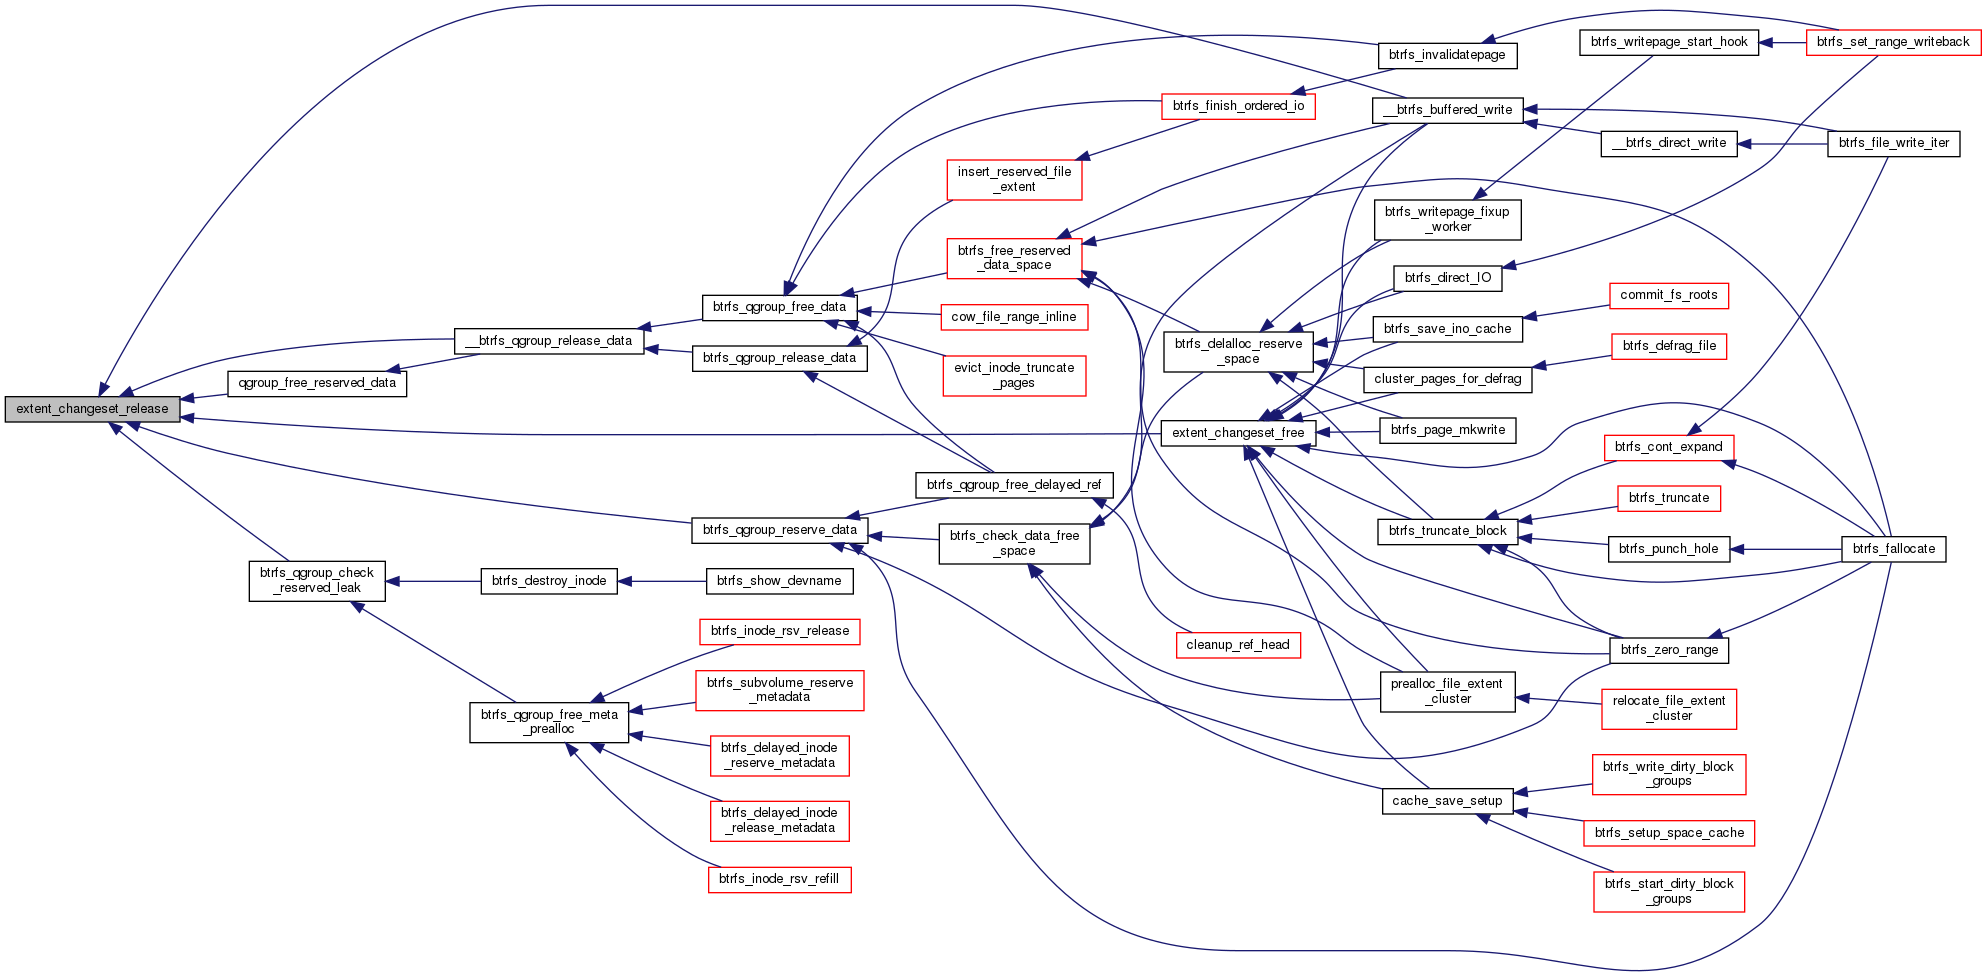 extent_changeset_release
qgroup_free_reserved_data
btrfs_qgroup_check
_reserved_leak
__btrfs_qgroup_release_data
btrfs_destroy_inode
btrfs_qgroup_free_meta
_prealloc
btrfs_qgroup_free_data
btrfs_qgroup_release_data
btrfs_qgroup_reserve_data
btrfs_show_devname
btrfs_inode_rsv_release
btrfs_subvolume_reserve
_metadata
btrfs_delayed_inode
_reserve_metadata
btrfs_delayed_inode
_release_metadata
btrfs_inode_rsv_refill
insert_reserved_file
_extent
btrfs_free_reserved
_data_space
cow_file_range_inline
evict_inode_truncate
_pages
btrfs_qgroup_free_delayed_ref
btrfs_check_data_free
_space
btrfs_finish_ordered_io
btrfs_delalloc_reserve
_space
extent_changeset_free
cleanup_ref_head
btrfs_invalidatepage
__btrfs_buffered_write
btrfs_writepage_fixup
_worker
btrfs_direct_IO
btrfs_save_ino_cache
cluster_pages_for_defrag
btrfs_page_mkwrite
btrfs_truncate_block
prealloc_file_extent
_cluster
cache_save_setup
btrfs_writepage_start_hook
__btrfs_direct_write
commit_fs_roots
btrfs_defrag_file
btrfs_cont_expand
btrfs_truncate
btrfs_punch_hole
btrfs_zero_range
relocate_file_extent
_cluster
btrfs_write_dirty_block
_groups
btrfs_setup_space_cache
btrfs_start_dirty_block
_groups
btrfs_set_range_writeback
btrfs_file_write_iter
btrfs_fallocate